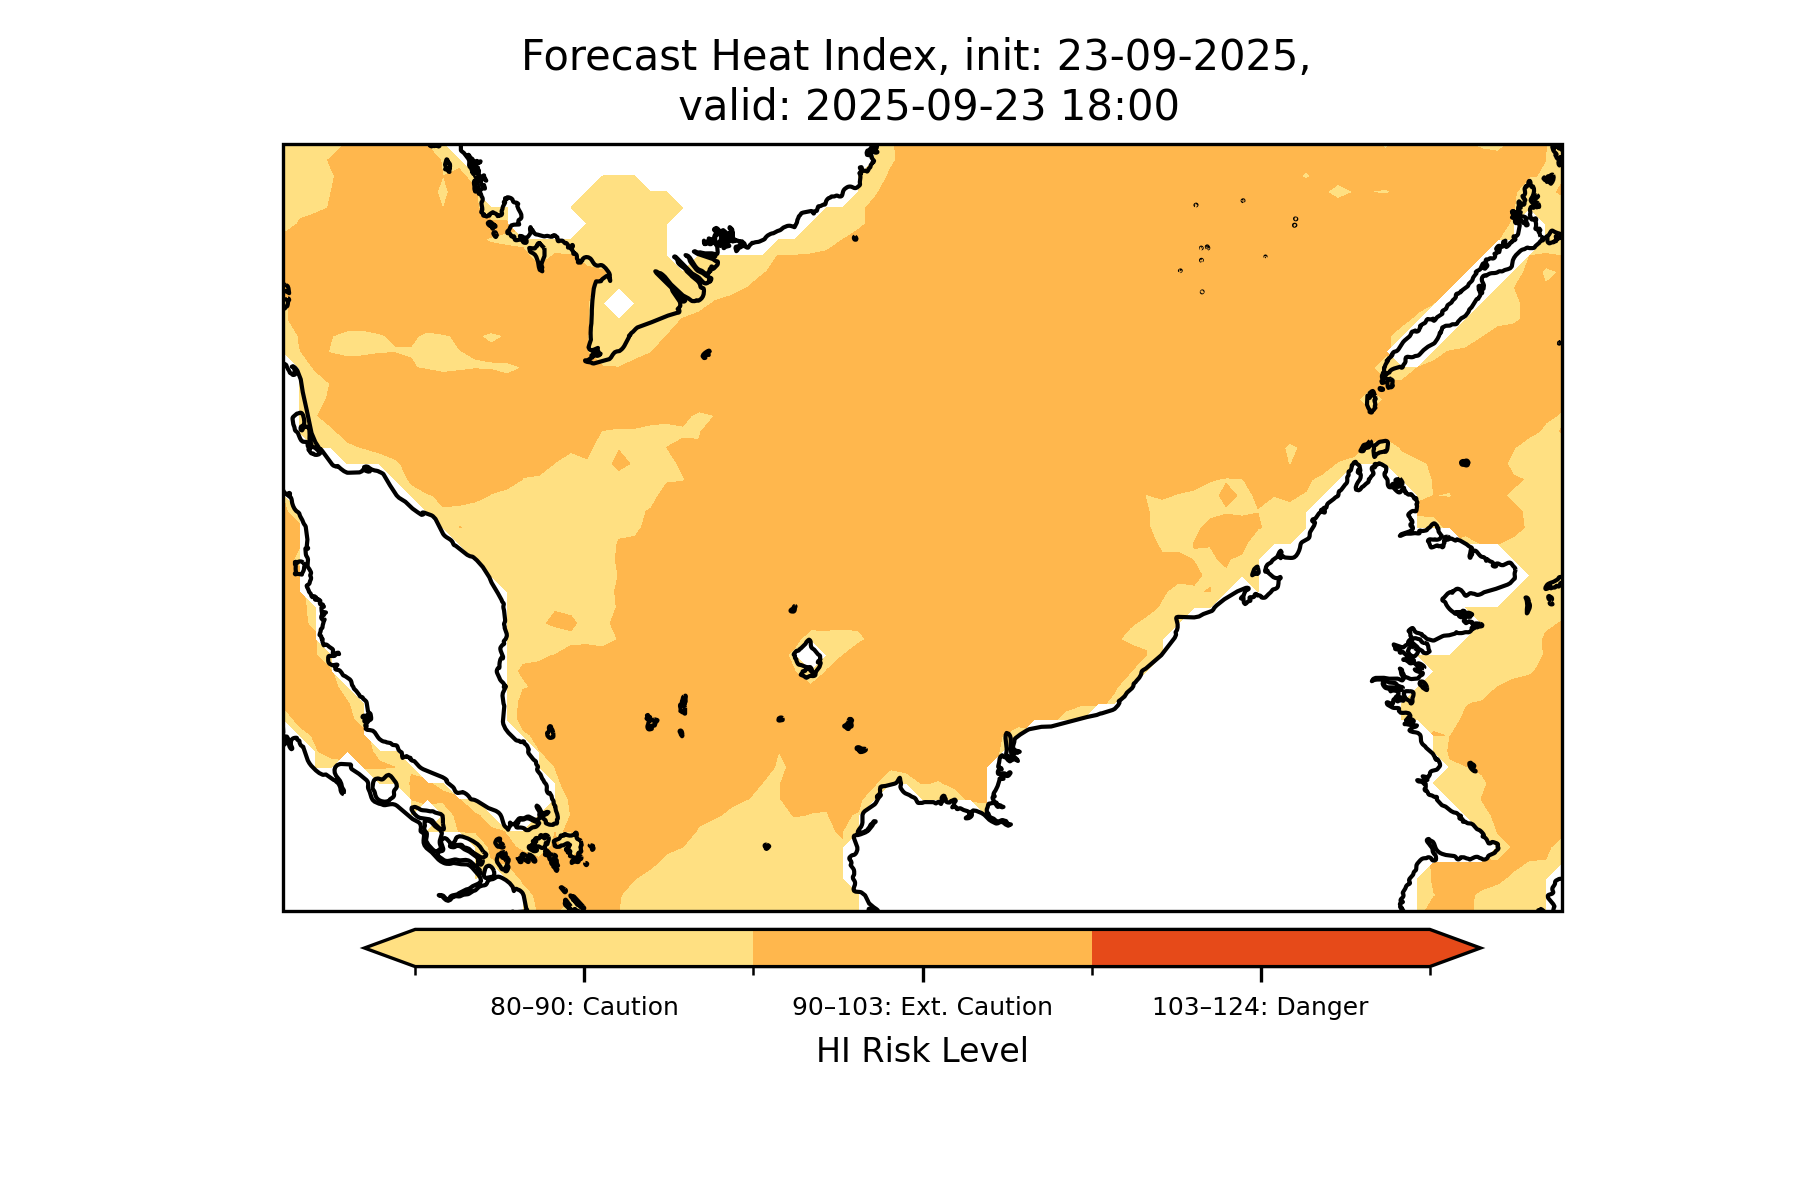 Forecast Heat Index, init: 23-09-2025,
valid: 2025-09-23 18:00
80–90: Caution
90–103: Ext. Caution
103–124: Danger
HI Risk Level